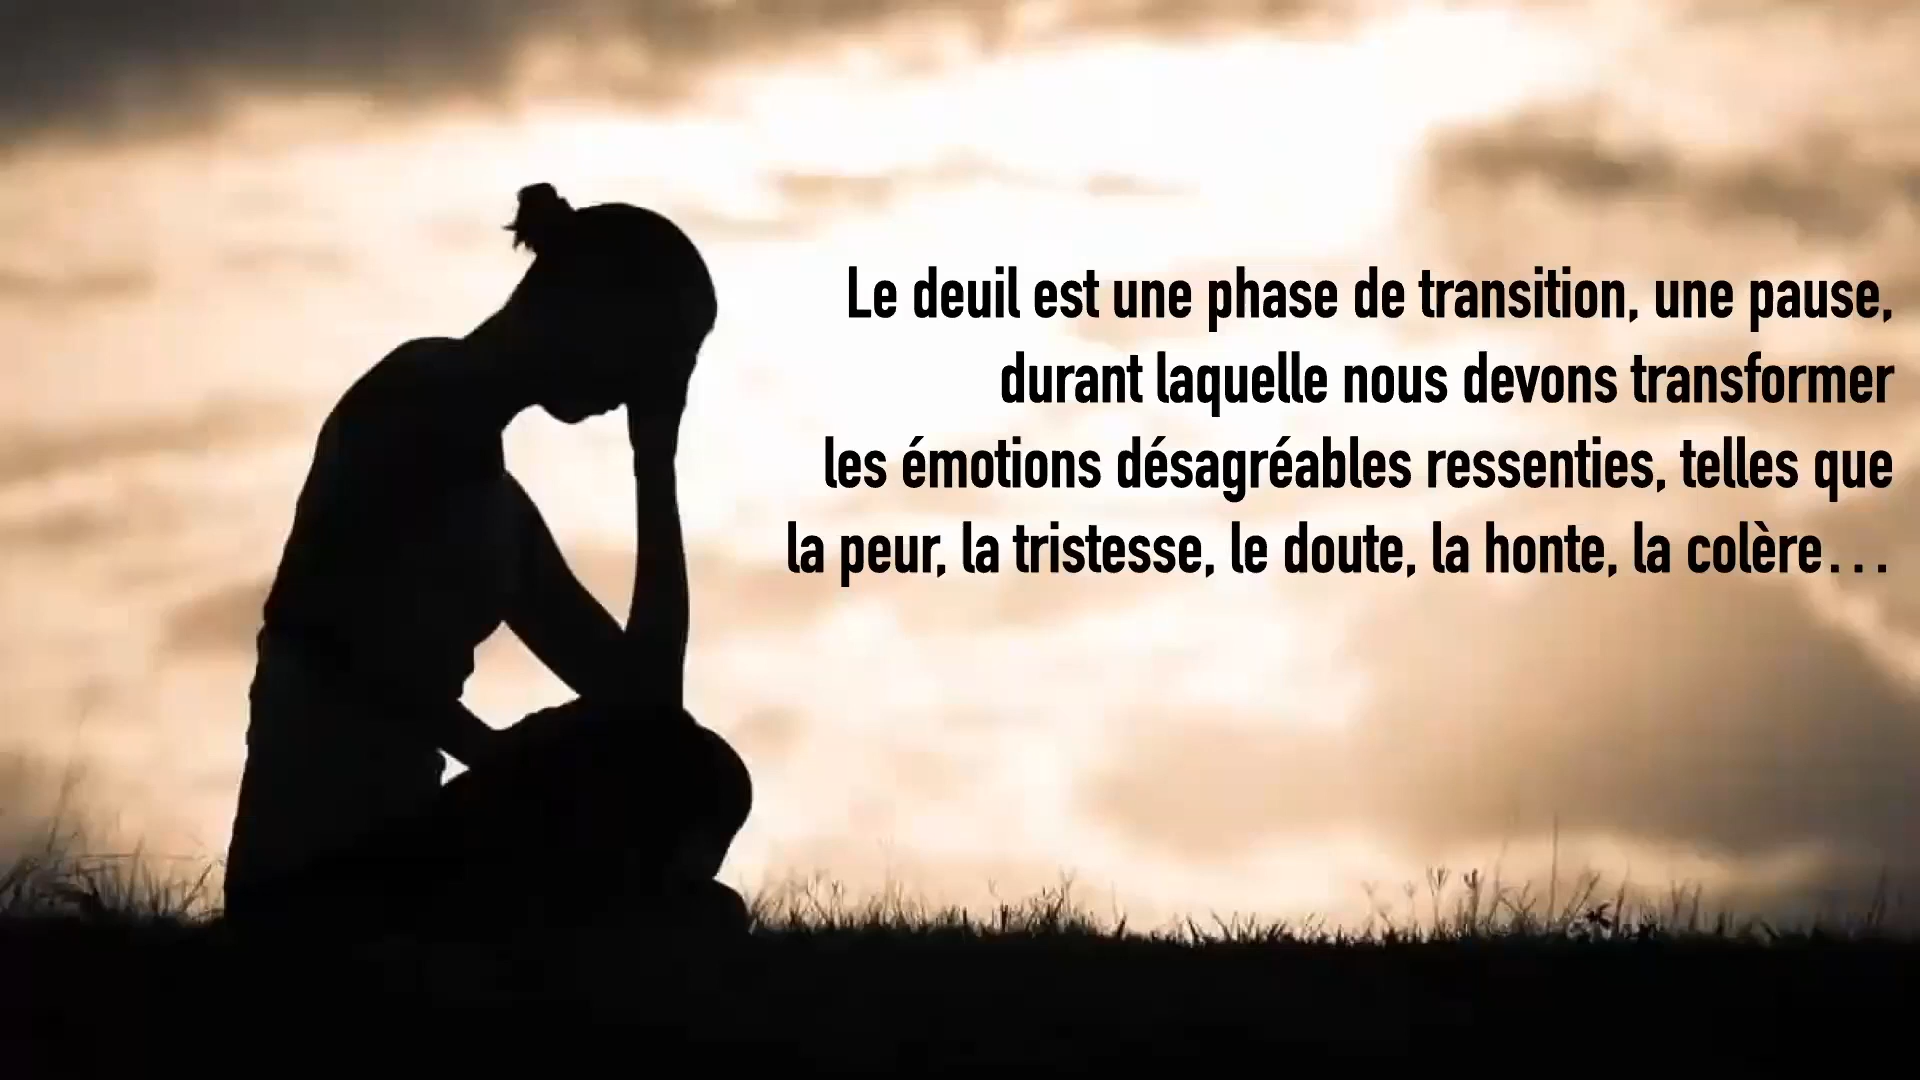 Le deuil est une phase de transition, une pause,
durant laquelle nous devons transformer
les émotions désagréables ressenties, telles que
la peur, la tristesse, le doute, la honte, la colère...